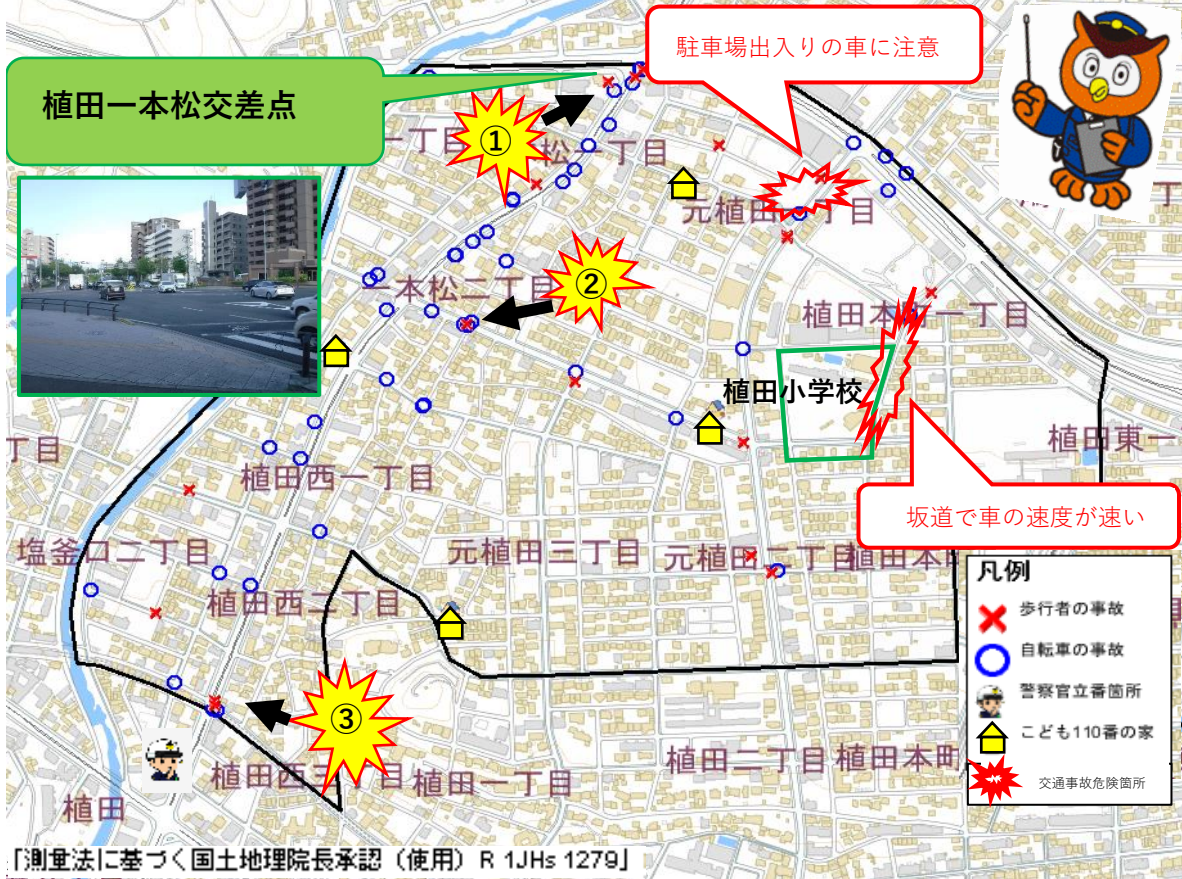 駐車場出入りの車に注意
植田一本松交差点
①
一丁目
松一丁目
元植田一丁目
②
一本松二丁目
植田本町一丁目
植田小学校
丁目
植田東一
植田西一丁目
坂道で車の速度が速い
塩釜口二丁目
元植田三丁目
元植田二丁目
植田本町
植田西二丁目
凡例
歩行者の事故
自転車の事故
警察官立番箇所
こども110番の家
交通事故危険箇所
③
植田西三丁目
植田一丁目
植田二丁目
植田本町
植田
「測量法に基づく国土地理院長承認（使用）R 1JHs 1279」